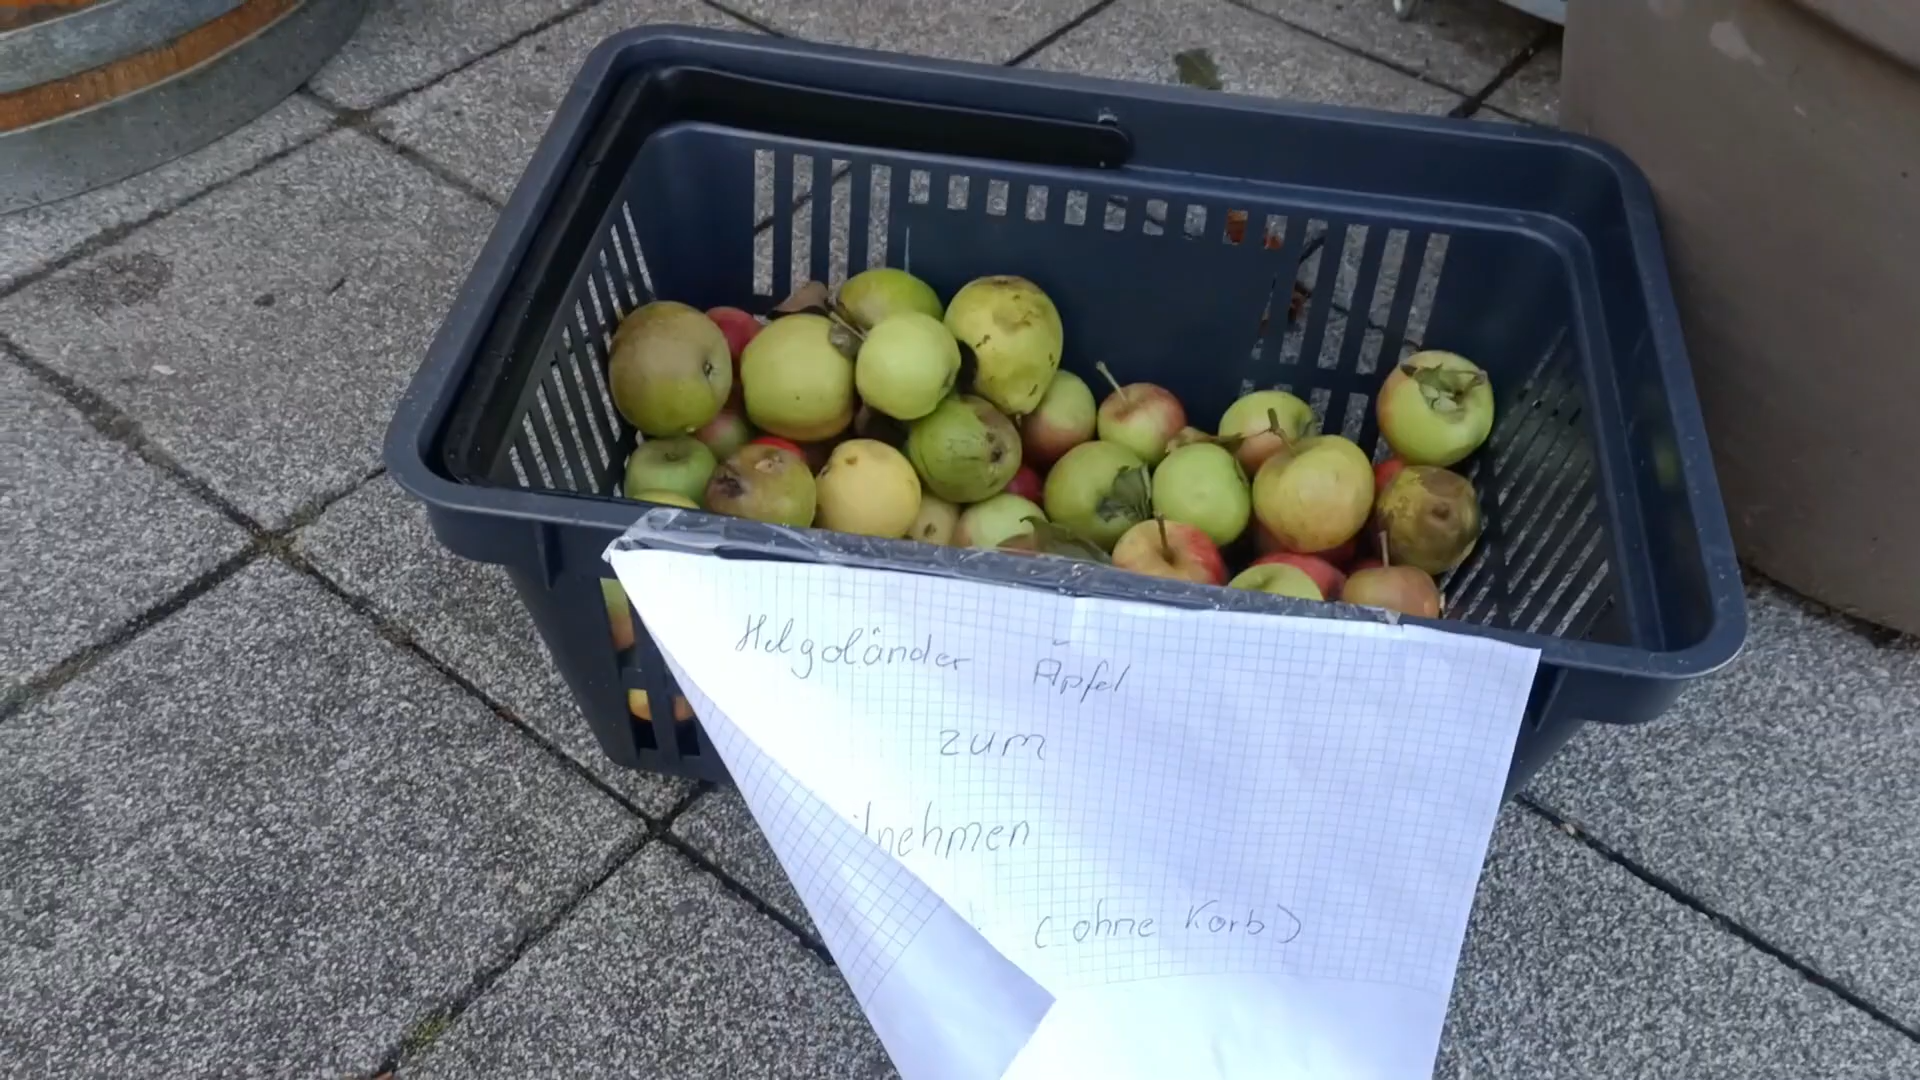 Helgoländer Äpfel
zum
nehmen
(ohne Korb)